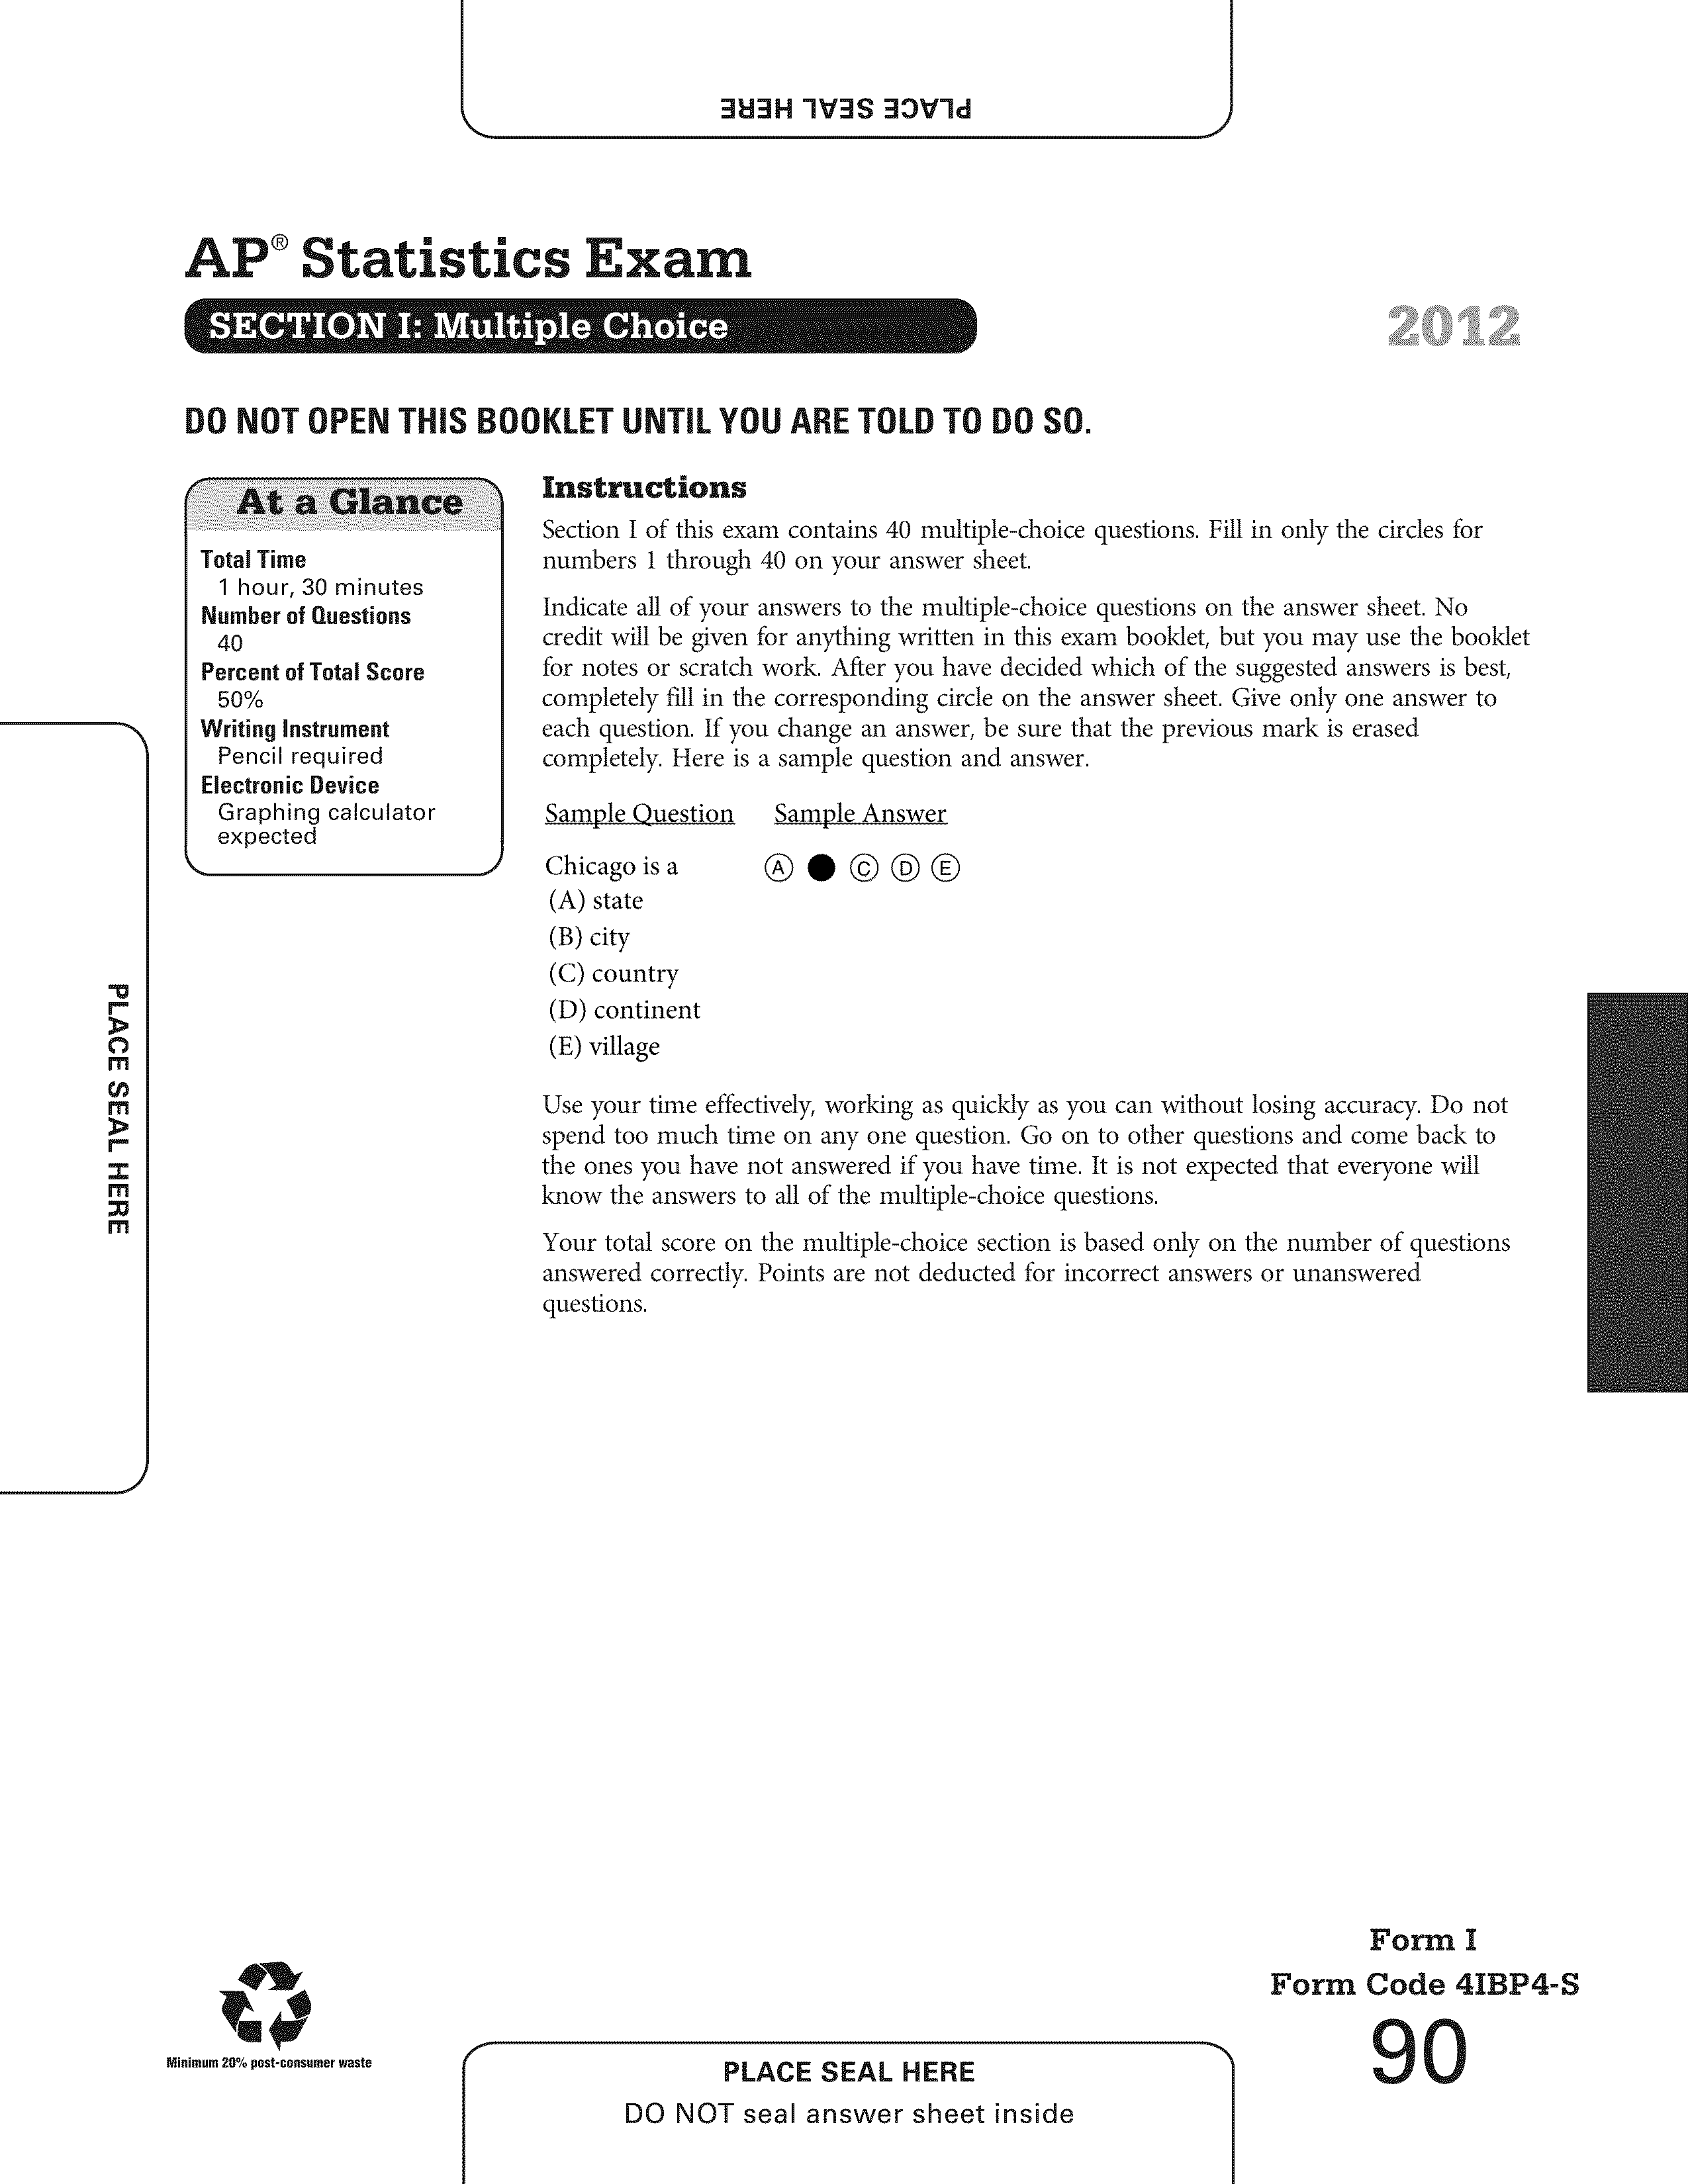 PLACE SEAL HERE
AP® Statistics Exam
SECTION I: Multiple Choice
2012
DO NOT OPEN THIS BOOKLET UNTIL YOU ARE TOLD TO DO SO.
At a Glance
Total Time
1 hour, 30 minutes
Number of Questions
40
Percent of Total Score
50%
Writing Instrument
Pencil required
Electronic Device
Graphing calculator
expected
Instructions
Section I of this exam contains 40 multiple-choice questions. Fill in only the circles for
numbers 1 through 40 on your answer sheet.
Indicate all of your answers to the multiple-choice questions on the answer sheet. No
credit will be given for anything written in this exam booklet, but you may use the booklet
for notes or scratch work. After you have decided which of the suggested answers is best,
completely fill in the corresponding circle on the answer sheet. Give only one answer to
each question. If you change an answer, be sure that the previous mark is erased
completely. Here is a sample question and answer.
Sample Question Sample Answer
Chicago is a A C D E
(A) state
(B) city
(C) country
(D) continent
(E) village
Use your time effectively, working as quickly as you can without losing accuracy. Do not
spend too much time on any one question. Go on to other questions and come back to
the ones you have not answered if you have time. It is not expected that everyone will
know the answers to all of the multiple-choice questions.
Your total score on the multiple-choice section is based only on the number of questions
answered correctly. Points are not deducted for incorrect answers or unanswered
questions.
PLACE SEAL HERE
Form I
Form Code 4IBP4-S
90
Minimum 20% post-consumer waste
PLACE SEAL HERE
DO NOT seal answer sheet inside